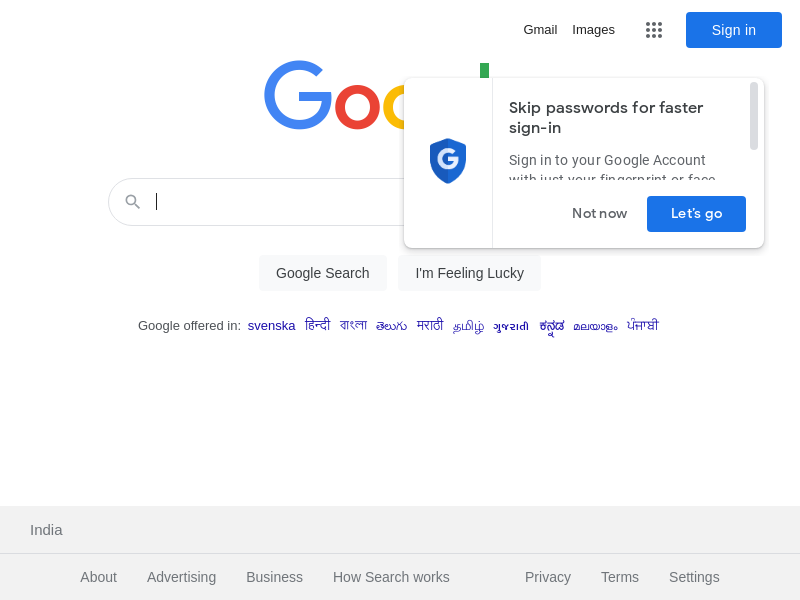 Gmail Images
Sign in
Skip passwords for faster
sign-in
Sign in to your Google Account
with just your fingerprint or face
Not now
Let's go
Google Search
I'm Feeling Lucky
Google offered in: svenska हिन्दी বাংলা తెలుగు मराठी தமிழ் ગુજરાતી ಕನ್ನಡ മലയാളം ਪੰਜਾਬੀ
India
About Advertising Business How Search works Privacy Terms Settings